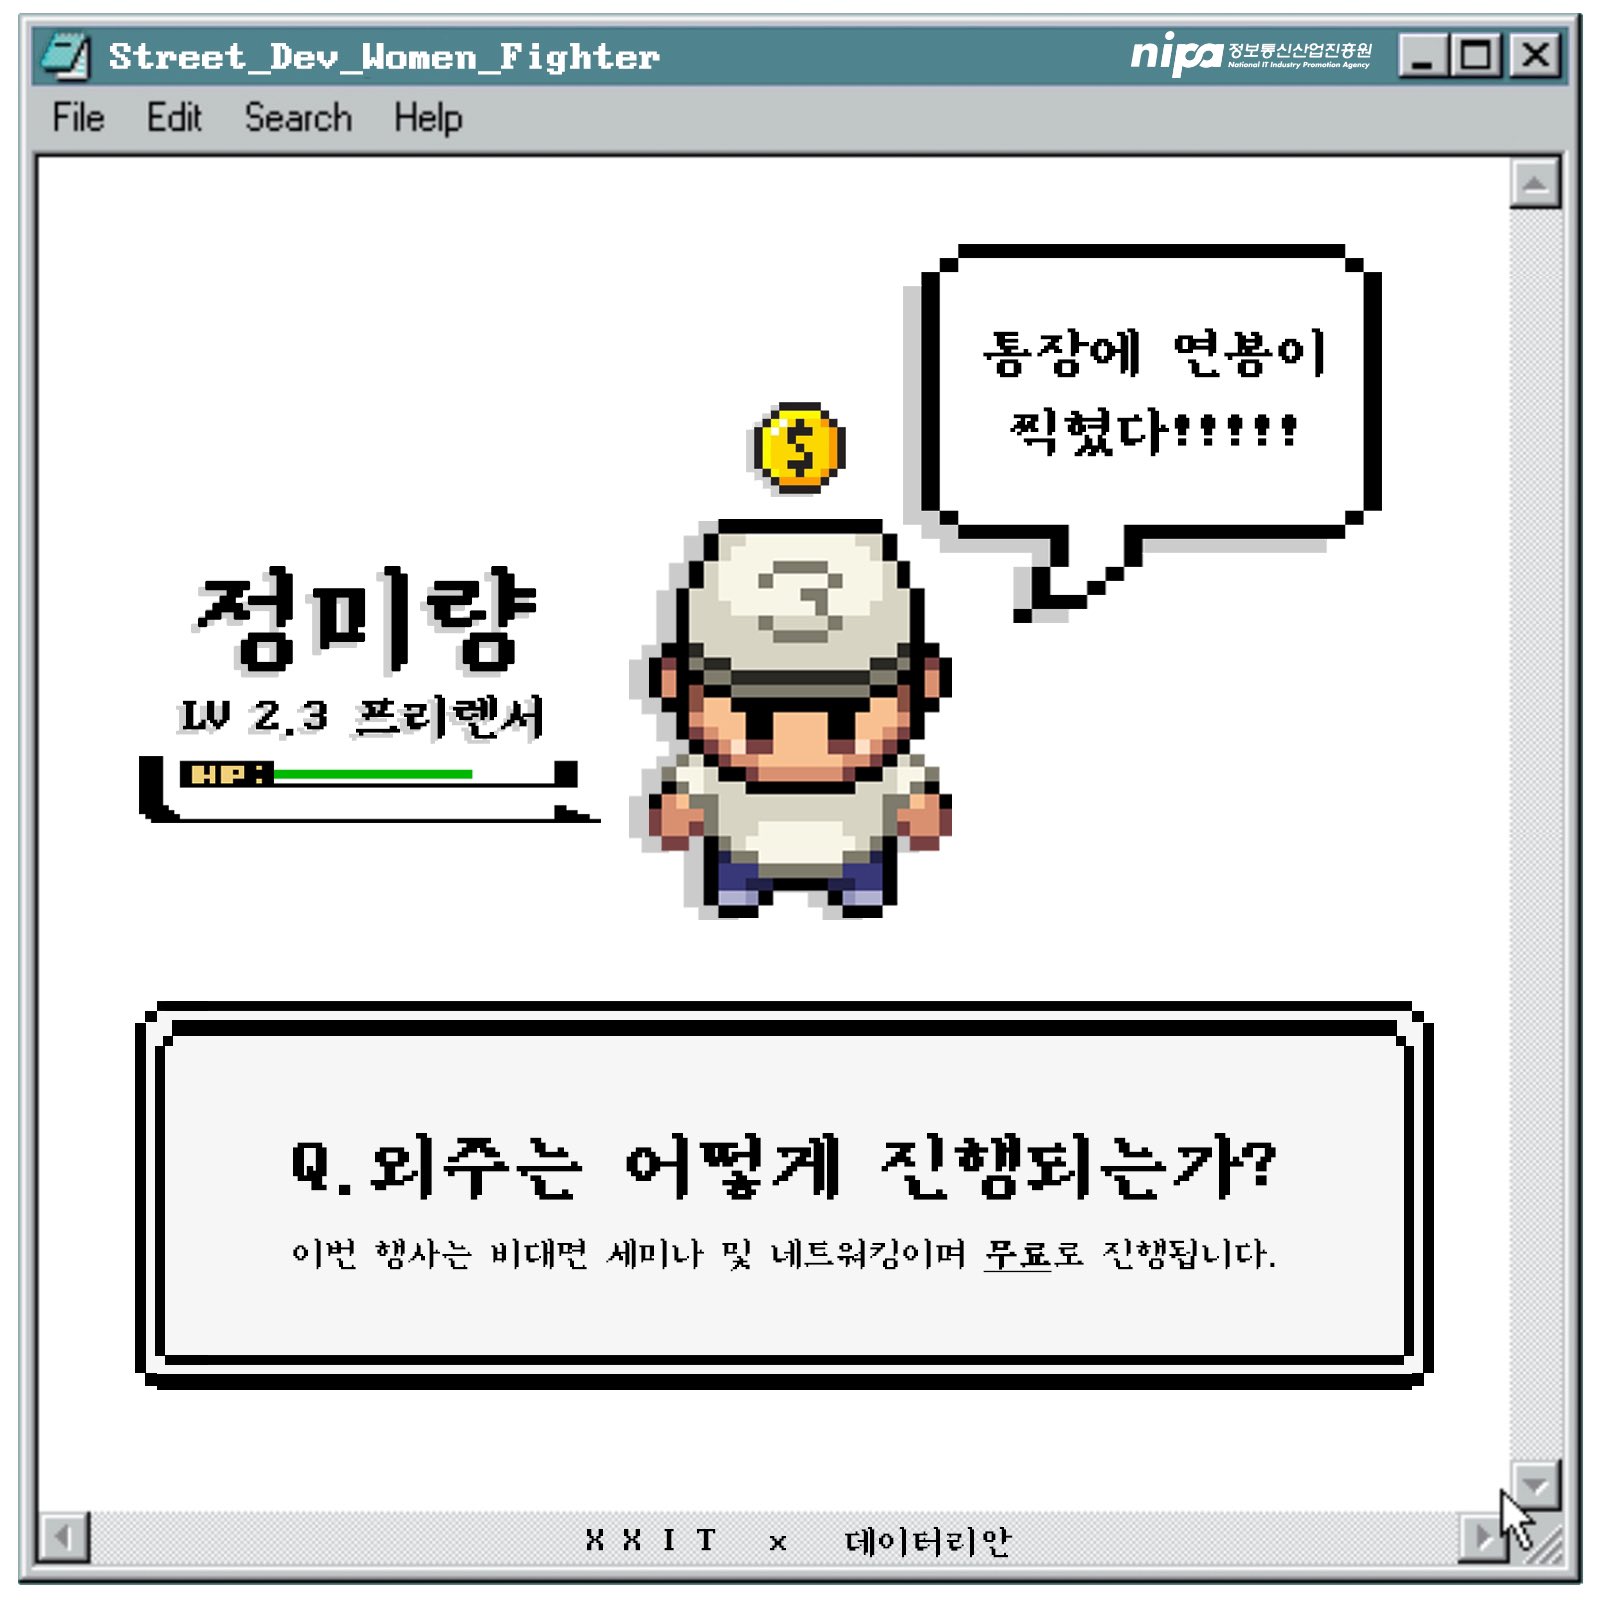 Street_Dev_Women_Fighter
nipa 정보통신산업진흥원
National IT Industry Promotion Agency
File Edit Search Help
통장에 연봉이
찍혔다!!!!!
$
3
정미량
LV 2.3 프리렌서
HP:
Q.외주는 어떻게 진행되는가?
이번 행사는 비대면 세미나 및 네트워킹이며 무료로 진행됩니다.
XXIT x 데이터리안